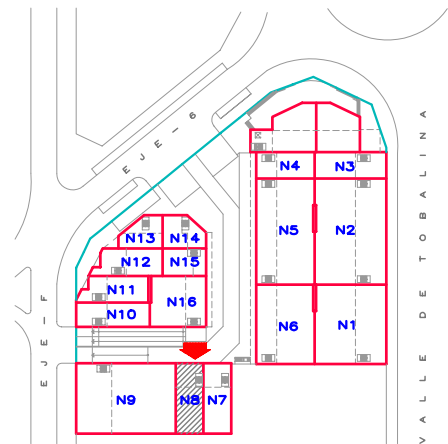 EJE-6
N4 N3
N13 N14
N5 N2
N12 N15
N11
N16
N10
N6 N1
EJE-F
VALLE DE TOBALINA
N9 N8 N7